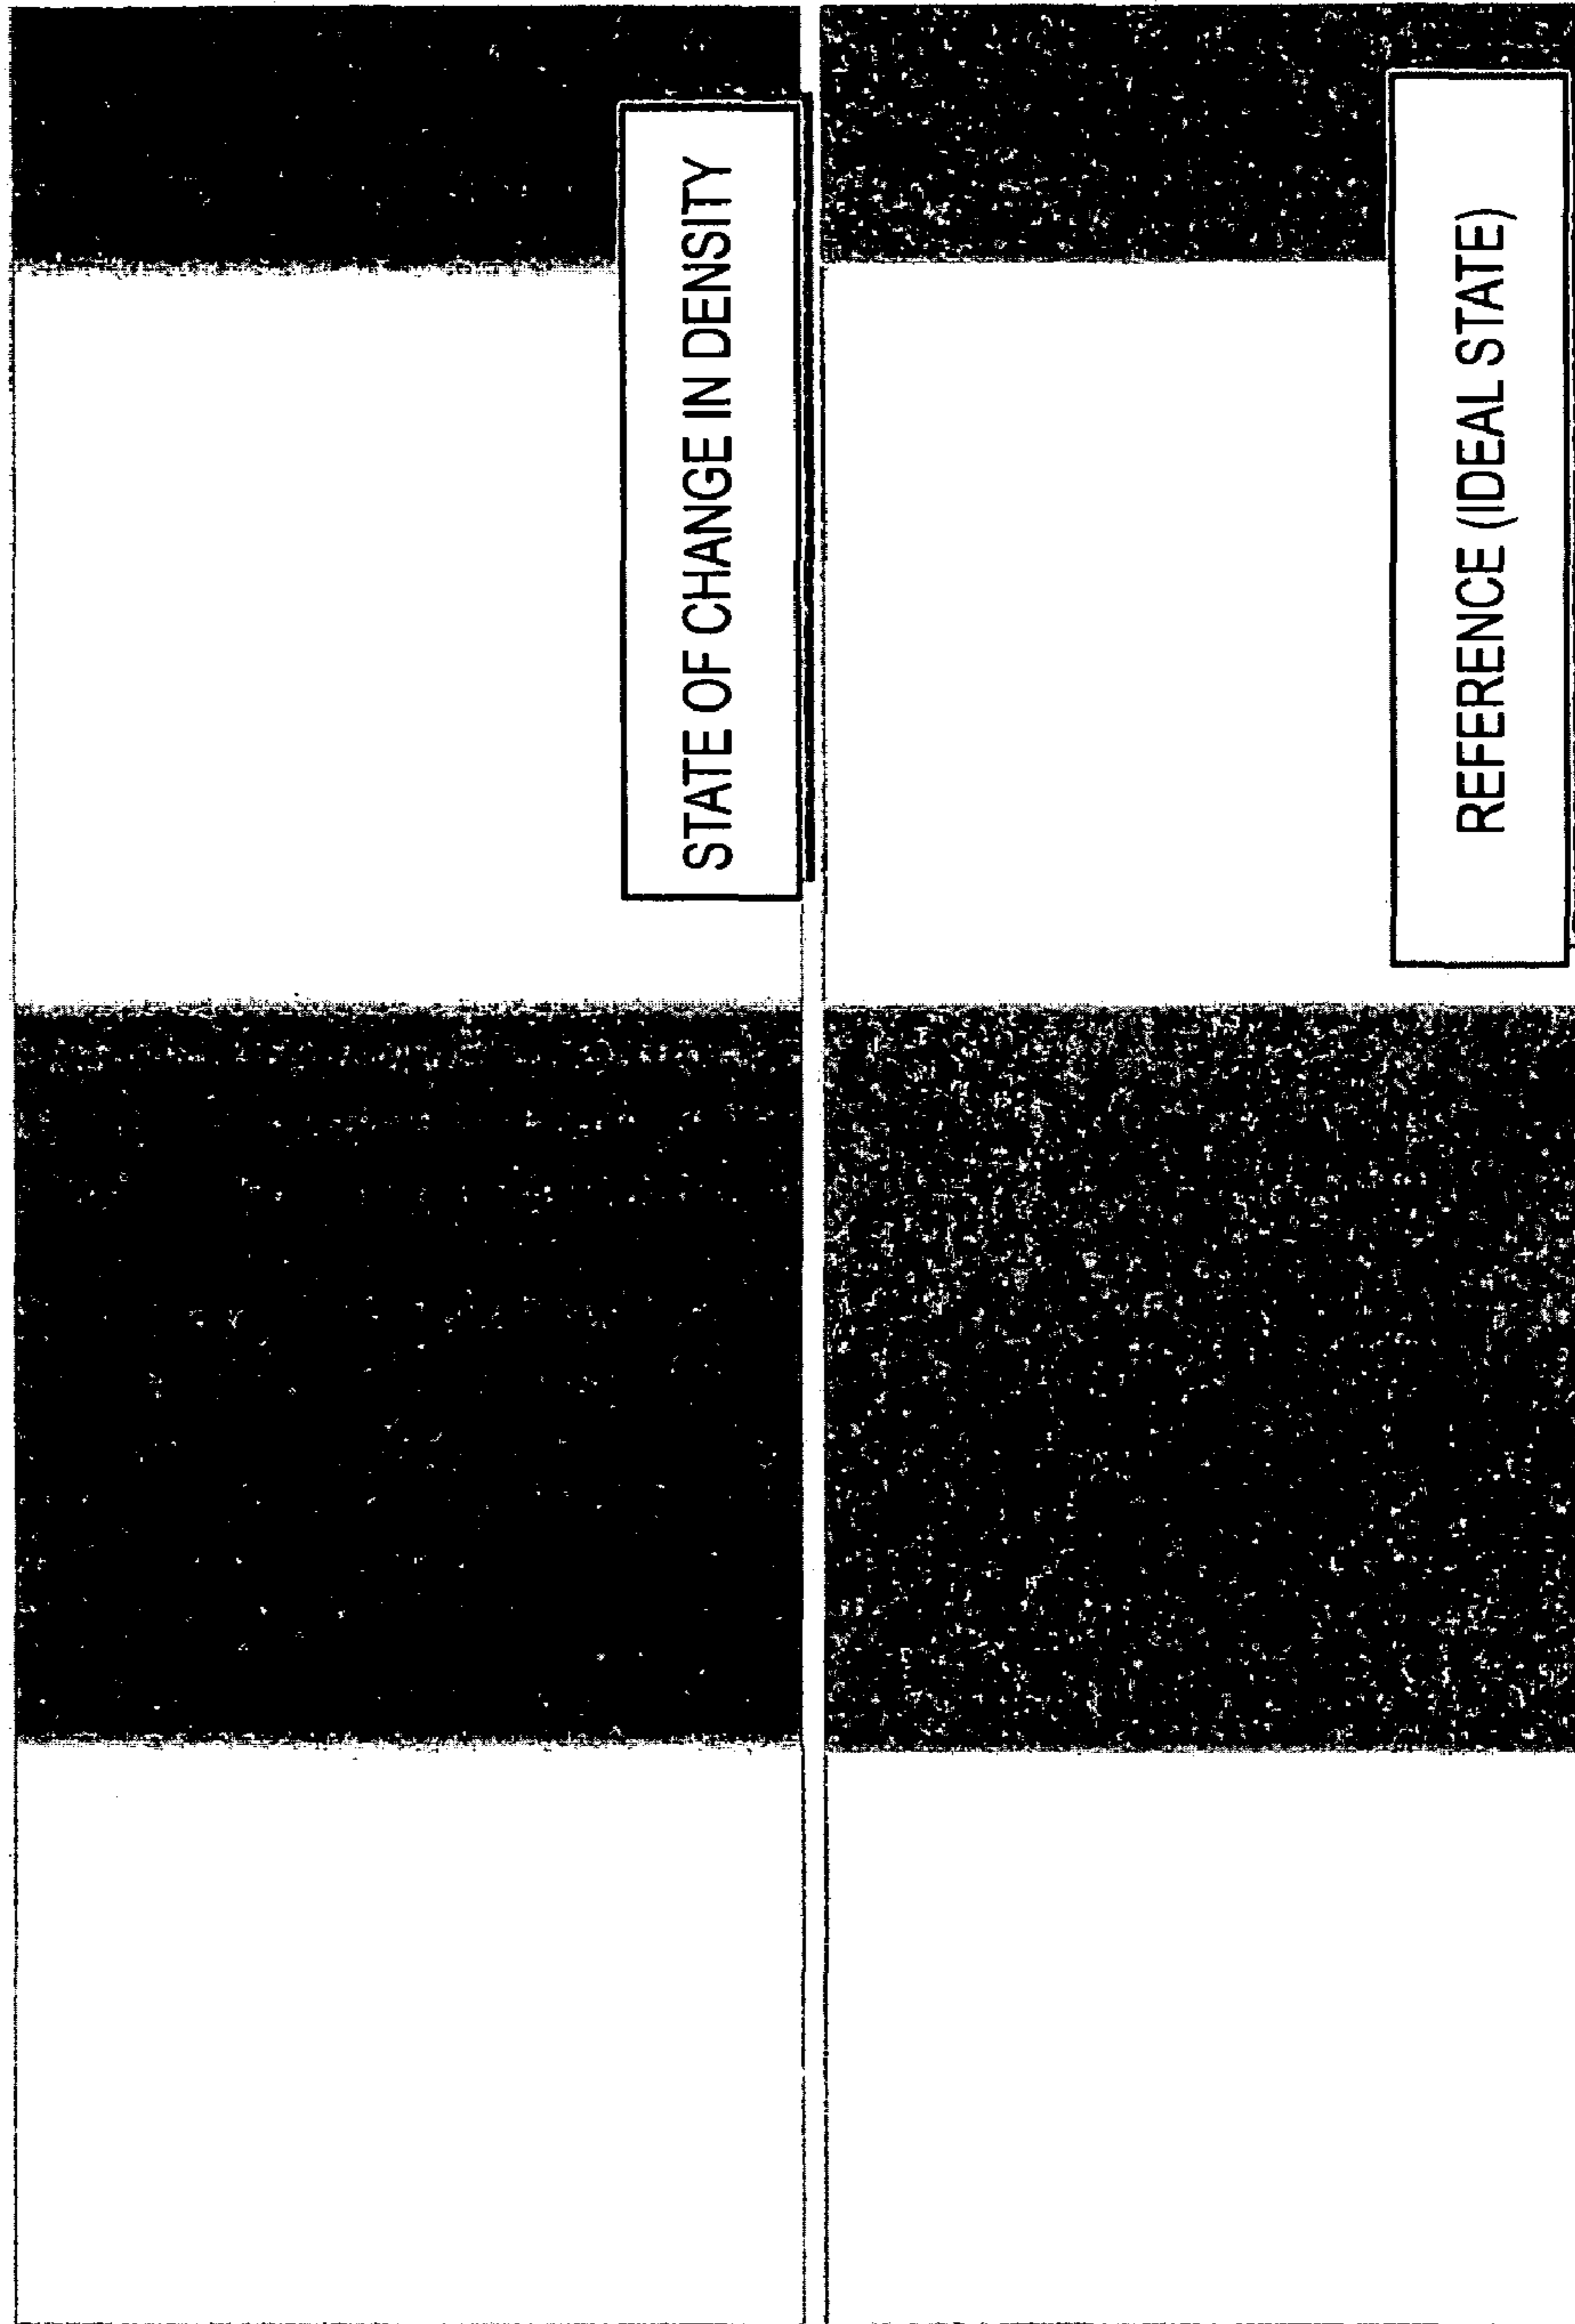 STATE OF CHANGE IN DENSITY
REFERENCE (IDEAL STATE)